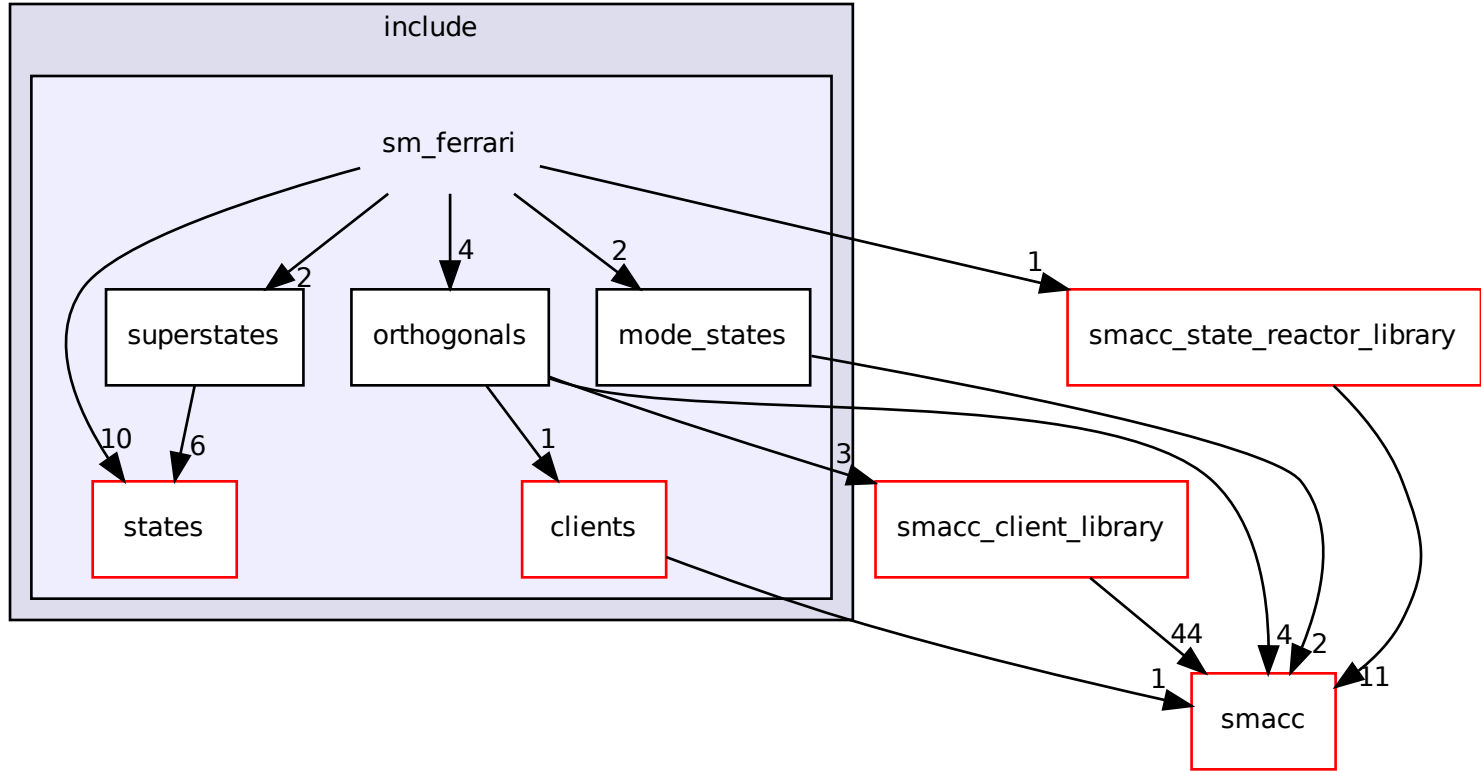 include
sm_ferrari
4
2
1
2
superstates
orthogonals
mode_states
smacc_state_reactor_library
10
6
1
3
states
clients
smacc_client_library
44
4
2
1
11
smacc